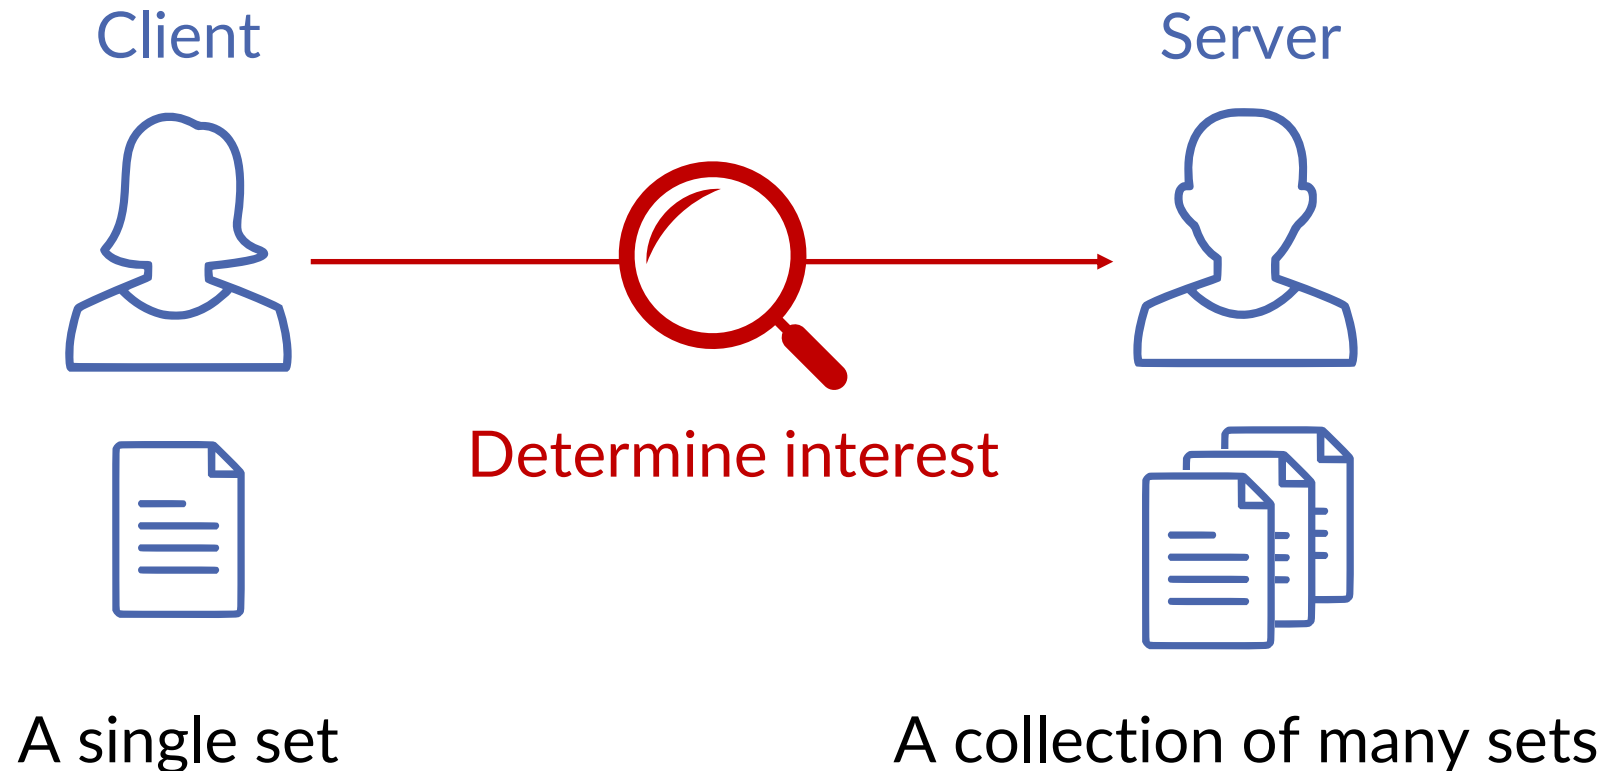 Client
Server
Determine interest
A single set
A collection of many sets